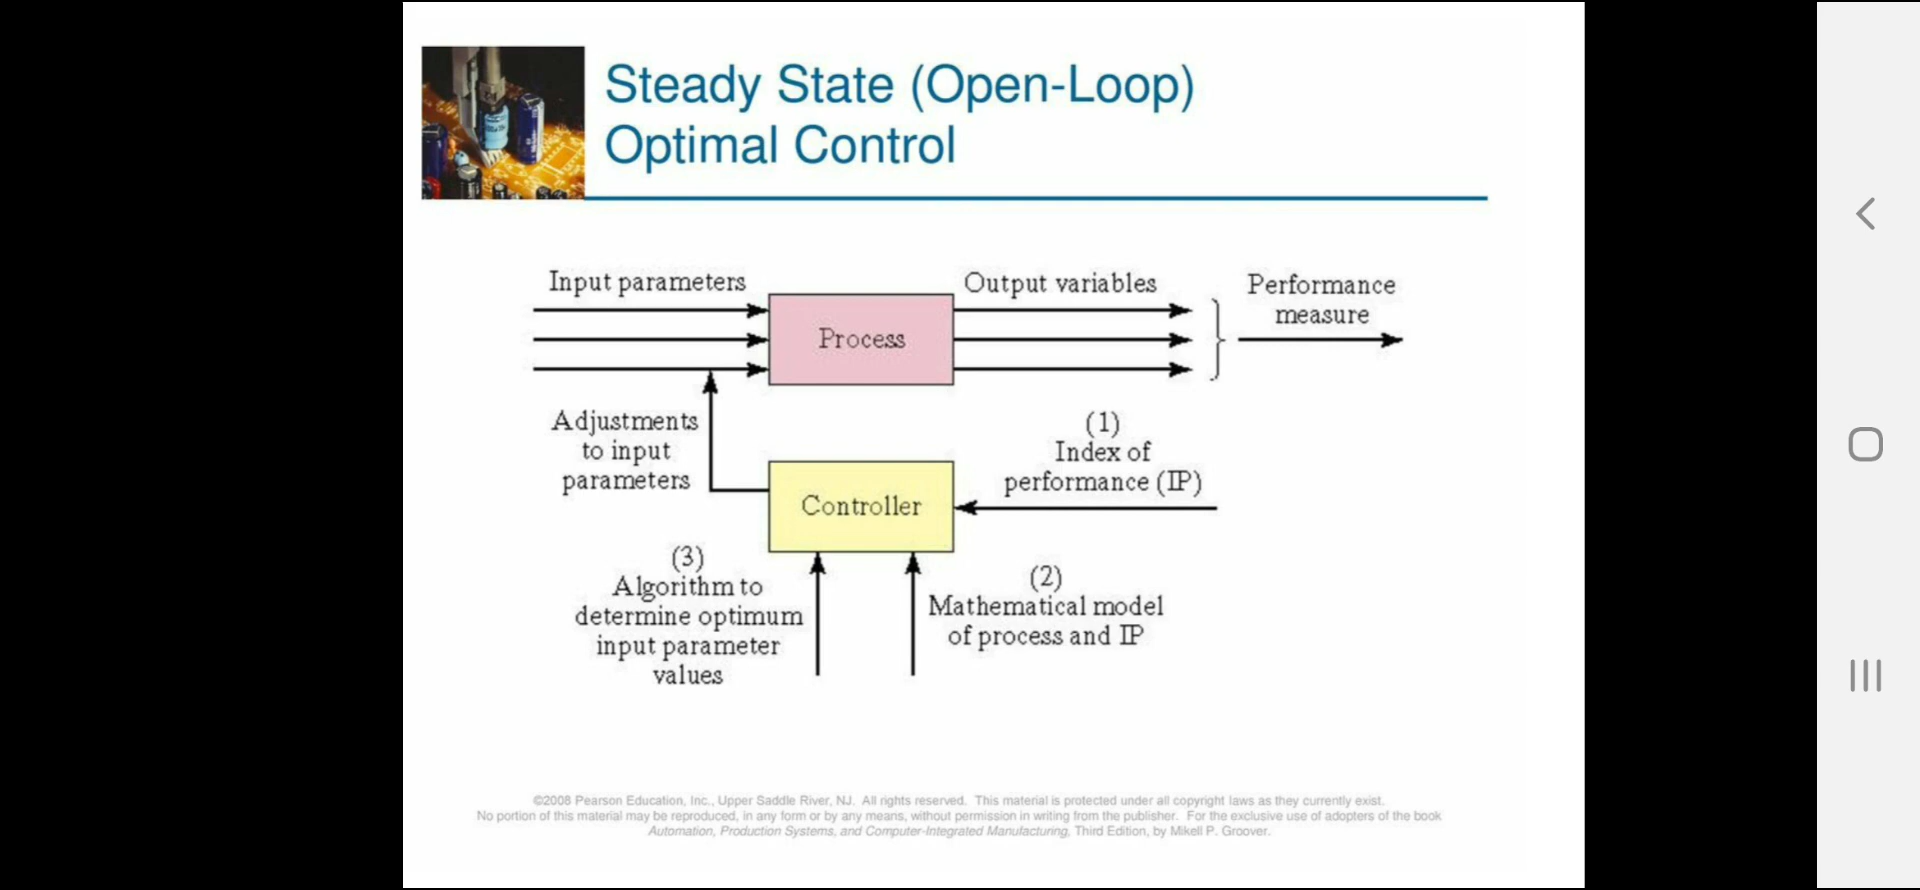 Steady State (Open-Loop)
Optimal Control
Input parameters
Output variables
Performance
measure
Process
Adjustments
to input
parameters
(1)
Index of
performance (IP)
Controller
(3)
Algorithm to
determine optimum
input parameter
values
(2)
Mathematical model
of process and IP
©2008 Pearson Education, Inc., Upper Saddle River, NJ. All rights reserved. This material is protected under all copyright laws as they currently exist.
No portion of this material may be reproduced, in any form or by any means, without permission in writing from the publisher. For the exclusive use of adopters of the book
Automation, Production Systems, and Computer-Integrated Manufacturing, Third Edition, by Mikell P. Groover.